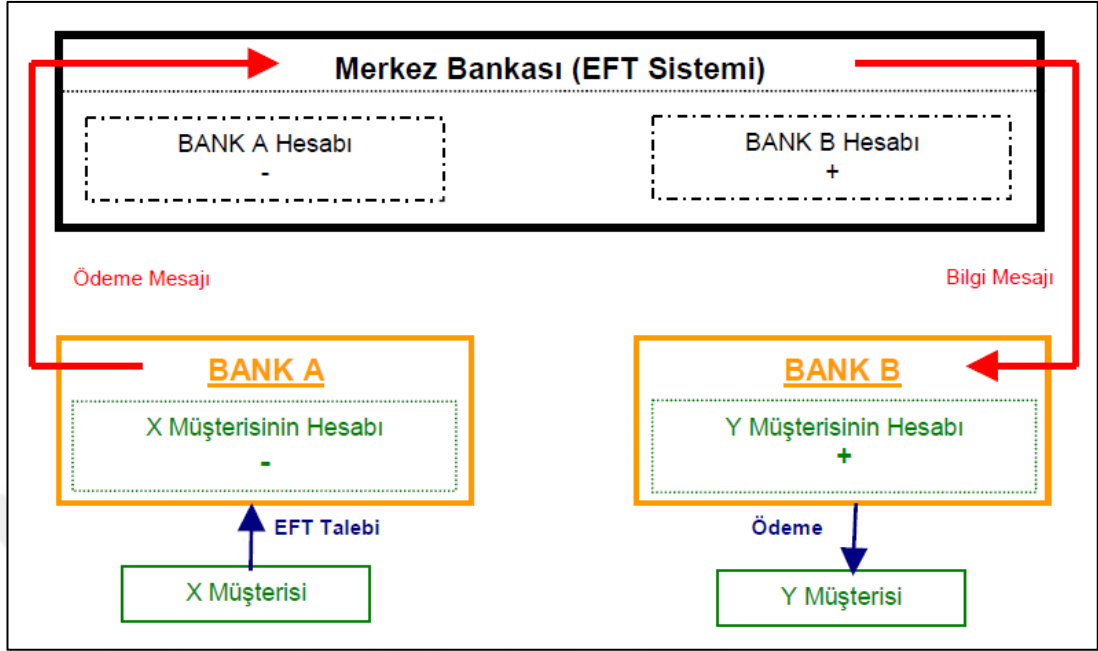 Merkez Bankası (EFT Sistemi)
BANK A Hesabı
-
BANK B Hesabı
+
Ödeme Mesajı
Bilgi Mesajı
BANK A
X Müşterisinin Hesabı
-
BANK B
Y Müşterisinin Hesabı
+
EFT Talebi
Ödeme
X Müşterisi
Y Müşterisi